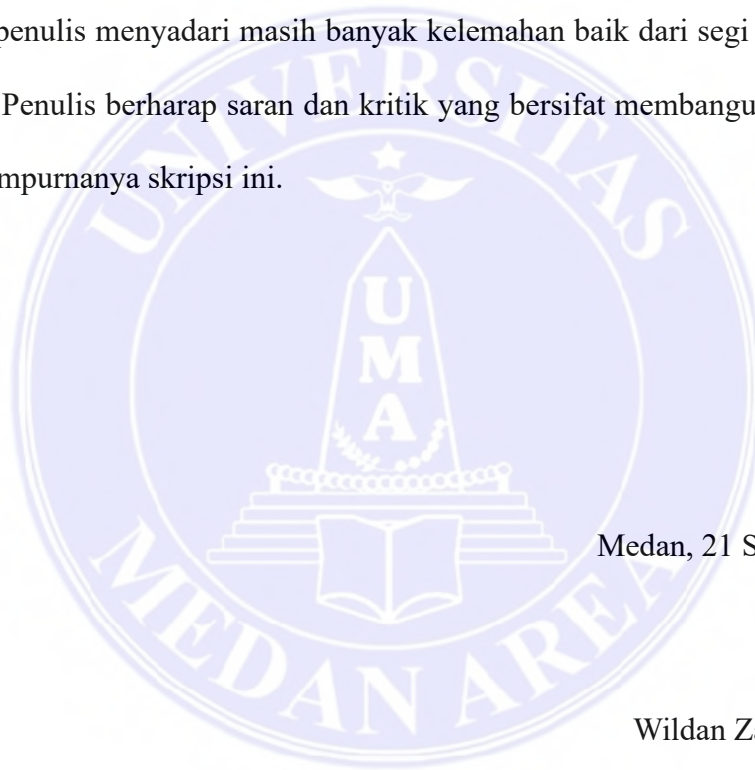 penulis menyadari masih banyak kelemahan baik dari segi
Penulis berharap saran dan kritik yang bersifat membangu
mpurnanya skripsi ini.
UNIVERSITAS
U
M
A
Medan, 21 S
MEDAN AREA
Wildan Za